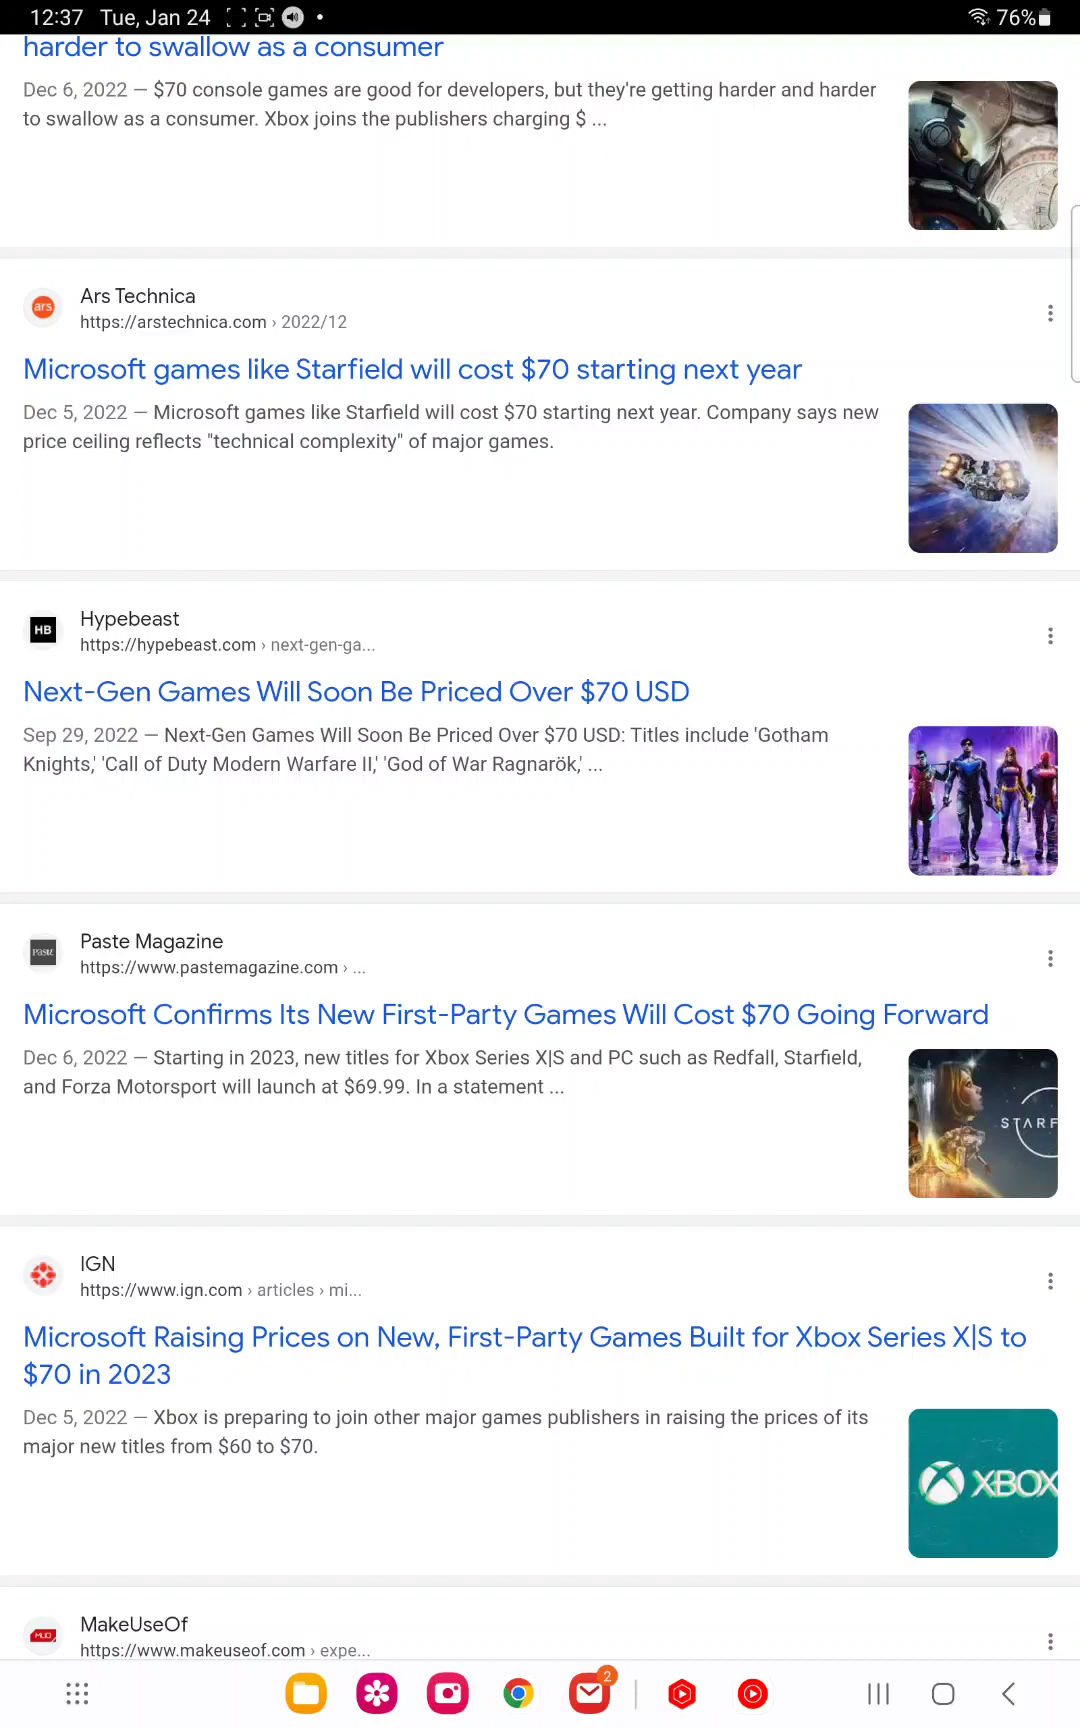 12:37 Tue, Jan 24
76%
harder to swallow as a consumer
Dec 6, 2022 — $70 console games are good for developers, but they're getting harder and harder
to swallow as a consumer. Xbox joins the publishers charging $ ...
ars
Ars Technica
https://arstechnica.com › 2022/12
Microsoft games like Starfield will cost $70 starting next year
Dec 5, 2022 — Microsoft games like Starfield will cost $70 starting next year. Company says new
price ceiling reflects "technical complexity" of major games.
HB
Hypebeast
https://hypebeast.com › next-gen-ga...
Next-Gen Games Will Soon Be Priced Over $70 USD
Sep 29, 2022 — Next-Gen Games Will Soon Be Priced Over $70 USD: Titles include 'Gotham
Knights,' 'Call of Duty Modern Warfare II,' 'God of War Ragnarök,' ...
Paste
Paste Magazine
https://www.pastemagazine.com › ...
Microsoft Confirms Its New First-Party Games Will Cost $70 Going Forward
Dec 6, 2022 — Starting in 2023, new titles for Xbox Series X|S and PC such as Redfall, Starfield,
and Forza Motorsport will launch at $69.99. In a statement ...
STARF
IGN
https://www.ign.com › articles › mi...
Microsoft Raising Prices on New, First-Party Games Built for Xbox Series X|S to
$70 in 2023
Dec 5, 2022 — Xbox is preparing to join other major games publishers in raising the prices of its
major new titles from $60 to $70.
XBOX
MUO
MakeUseOf
https://www.makeuseof.com › expe...
2